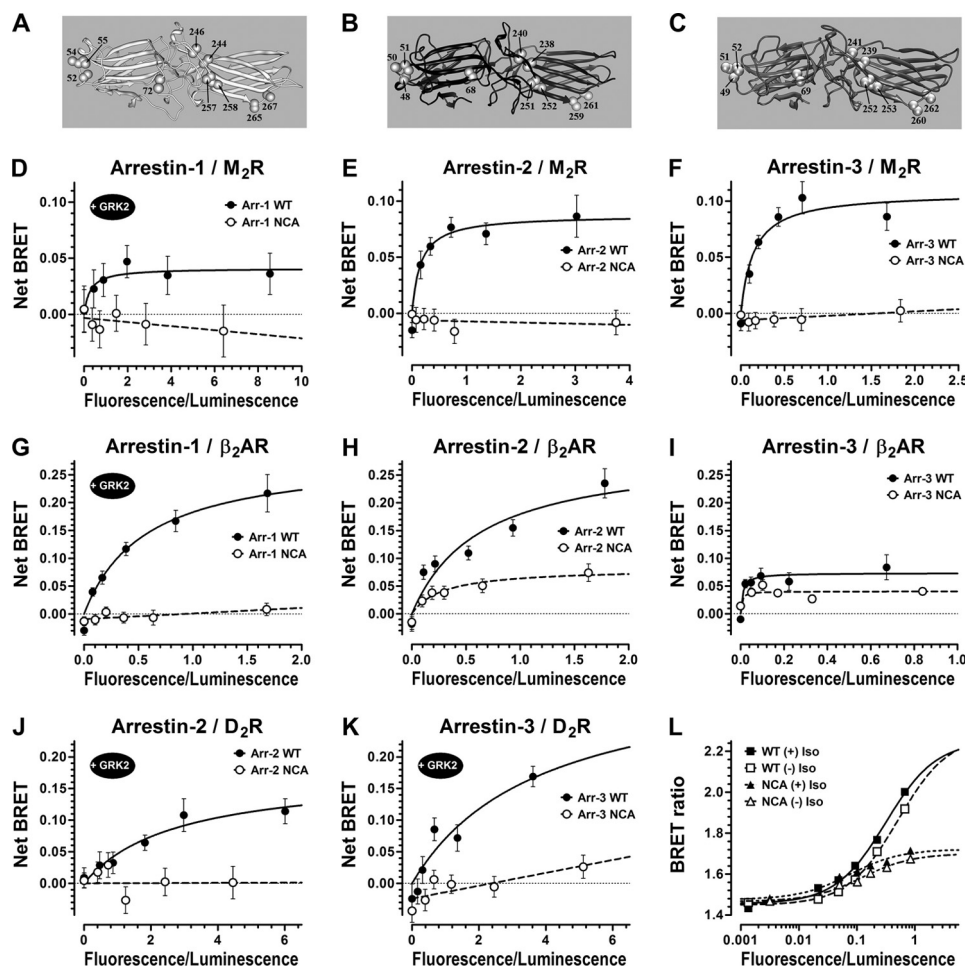 A
B
C
54
55
52
72
246
244
257
258
267
265
50
51
48
68
240
238
251
252
261
259
51
52
49
69
241
239
252
253
262
260
D
Arrestin-1 / M2R
+ GRK2
Arr-1 WT
Arr-1 NCA
Net BRET
0.10
0.05
0.00
0
2
4
6
8
10
Fluorescence/Luminescence
E
Arrestin-2 / M2R
Arr-2 WT
Arr-2 NCA
Net BRET
0.10
0.05
0.00
0
1
2
3
4
Fluorescence/Luminescence
F
Arrestin-3 / M2R
Arr-3 WT
Arr-3 NCA
Net BRET
0.10
0.05
0.00
0.0
0.5
1.0
1.5
2.0
2.5
Fluorescence/Luminescence
G
Arrestin-1 / β2AR
+ GRK2
Arr-1 WT
Arr-1 NCA
Net BRET
0.25
0.20
0.15
0.10
0.05
0.00
0.0
0.5
1.0
1.5
2.0
Fluorescence/Luminescence
H
Arrestin-2 / β2AR
Arr-2 WT
Arr-2 NCA
Net BRET
0.25
0.20
0.15
0.10
0.05
0.00
0.0
0.5
1.0
1.5
2.0
Fluorescence/Luminescence
I
Arrestin-3 / β2AR
Arr-3 WT
Arr-3 NCA
Net BRET
0.25
0.20
0.15
0.10
0.05
0.00
0.0
0.2
0.4
0.6
0.8
1.0
Fluorescence/Luminescence
J
Arrestin-2 / D2R
+ GRK2
Arr-2 WT
Arr-2 NCA
Net BRET
0.20
0.15
0.10
0.05
0.00
0
2
4
6
Fluorescence/Luminescence
K
Arrestin-3 / D2R
+ GRK2
Arr-3 WT
Arr-3 NCA
Net BRET
0.20
0.15
0.10
0.05
0.00
0
2
4
6
Fluorescence/Luminescence
L
WT (+) Iso
WT (-) Iso
NCA (+) Iso
NCA (-) Iso
BRET ratio
2.2
2.0
1.8
1.6
1.4
0.001
0.01
0.1
1
Fluorescence/Luminescence